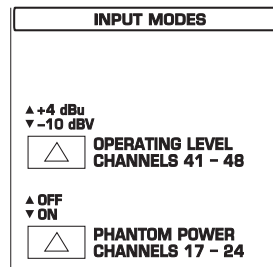 INPUT MODES
▲ +4 dBu
▼ −10 dBV
OPERATING LEVEL
CHANNELS 41 – 48
▲ OFF
▼ ON
PHANTOM POWER
CHANNELS 17 – 24